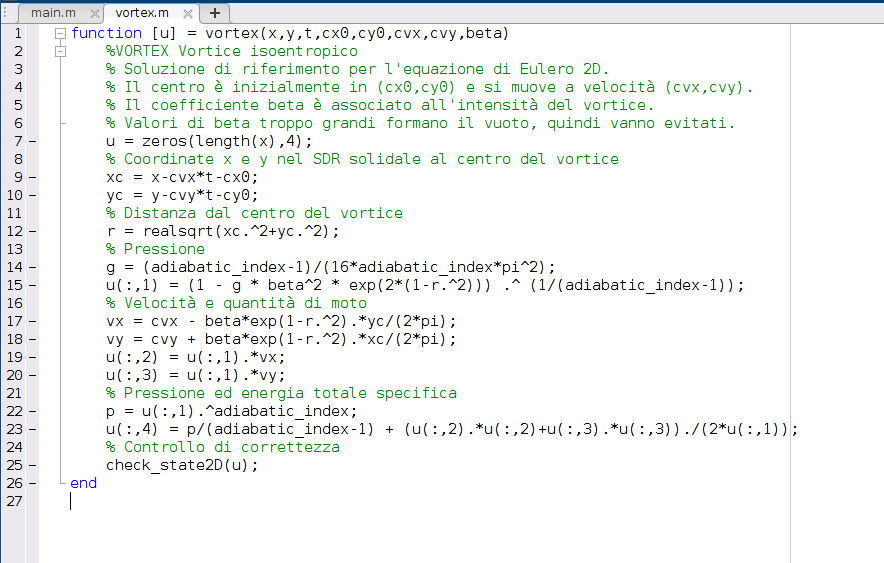 main.m vortex.m
1 function [u] = vortex(x,y,t,cx0,cy0,cvx,cvy,beta)
2 %VORTEX Vortice isoentropico
3 % Soluzione di riferimento per l'equazione di Eulero 2D.
4 % Il centro è inizialmente in (cx0,cy0) e si muove a velocità (cvx,cvy).
5 % Il coefficiente beta è associato all'intensità del vortice.
6 % Valori di beta troppo grandi formano il vuoto, quindi vanno evitati.
7 u = zeros(length(x),4);
8 % Coordinate x e y nel SDR solidale al centro del vortice
9 xc = x-cvx*t-cx0;
10 yc = y-cvy*t-cy0;
11 % Distanza dal centro del vortice
12 r = realsqrt(xc.^2+yc.^2);
13 % Pressione
14 g = (adiabatic_index-1)/(16*adiabatic_index*pi^2);
15 u(:,1) = (1 - g * beta^2 * exp(2*(1-r.^2))) .^ (1/(adiabatic_index-1));
16 % Velocità e quantità di moto
17 vx = cvx - beta*exp(1-r.^2).*yc/(2*pi);
18 vy = cvy + beta*exp(1-r.^2).*xc/(2*pi);
19 u(:,2) = u(:,1).*vx;
20 u(:,3) = u(:,1).*vy;
21 % Pressione ed energia totale specifica
22 p = u(:,1).^adiabatic_index;
23 u(:,4) = p/(adiabatic_index-1) + (u(:,2).*u(:,2)+u(:,3).*u(:,3))./(2*u(:,1));
24 % Controllo di correttezza
25 check_state2D(u);
26 end
27